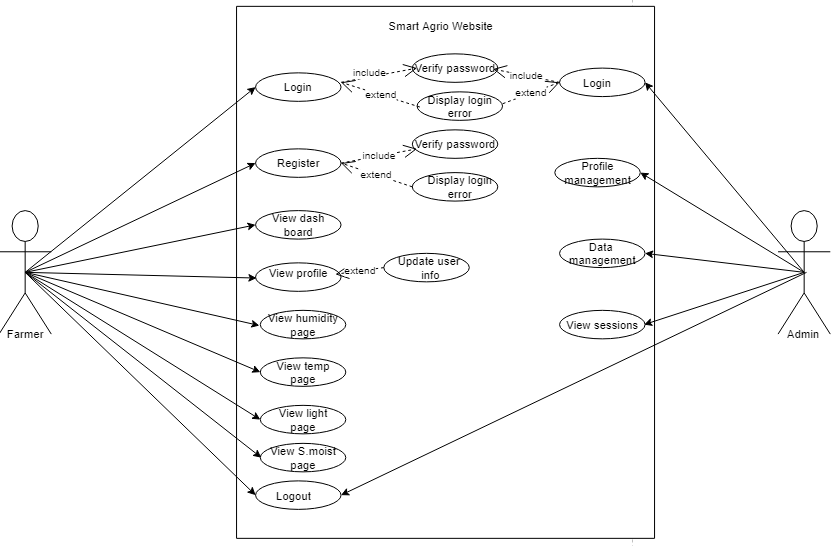 Smart Agrio Website
Login
include
extend
Verify password
Display login
error
include
extend
Login
Register
include
extend
Verify password
Display login
error
Profile
management
View dash
board
View profile
extend
Update user
info
Data
management
View humidity
page
View sessions
Farmer
Admin
View temp
page
View light
page
View S.moist
page
Logout